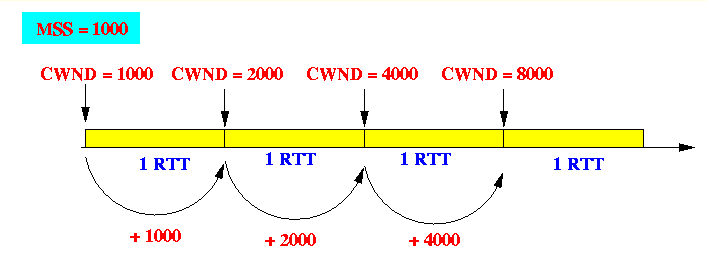 MSS = 1000
CWND = 1000 CWND = 2000 CWND = 4000 CWND = 8000
1 RTT 1 RTT 1 RTT 1 RTT
+ 1000 + 2000 + 4000